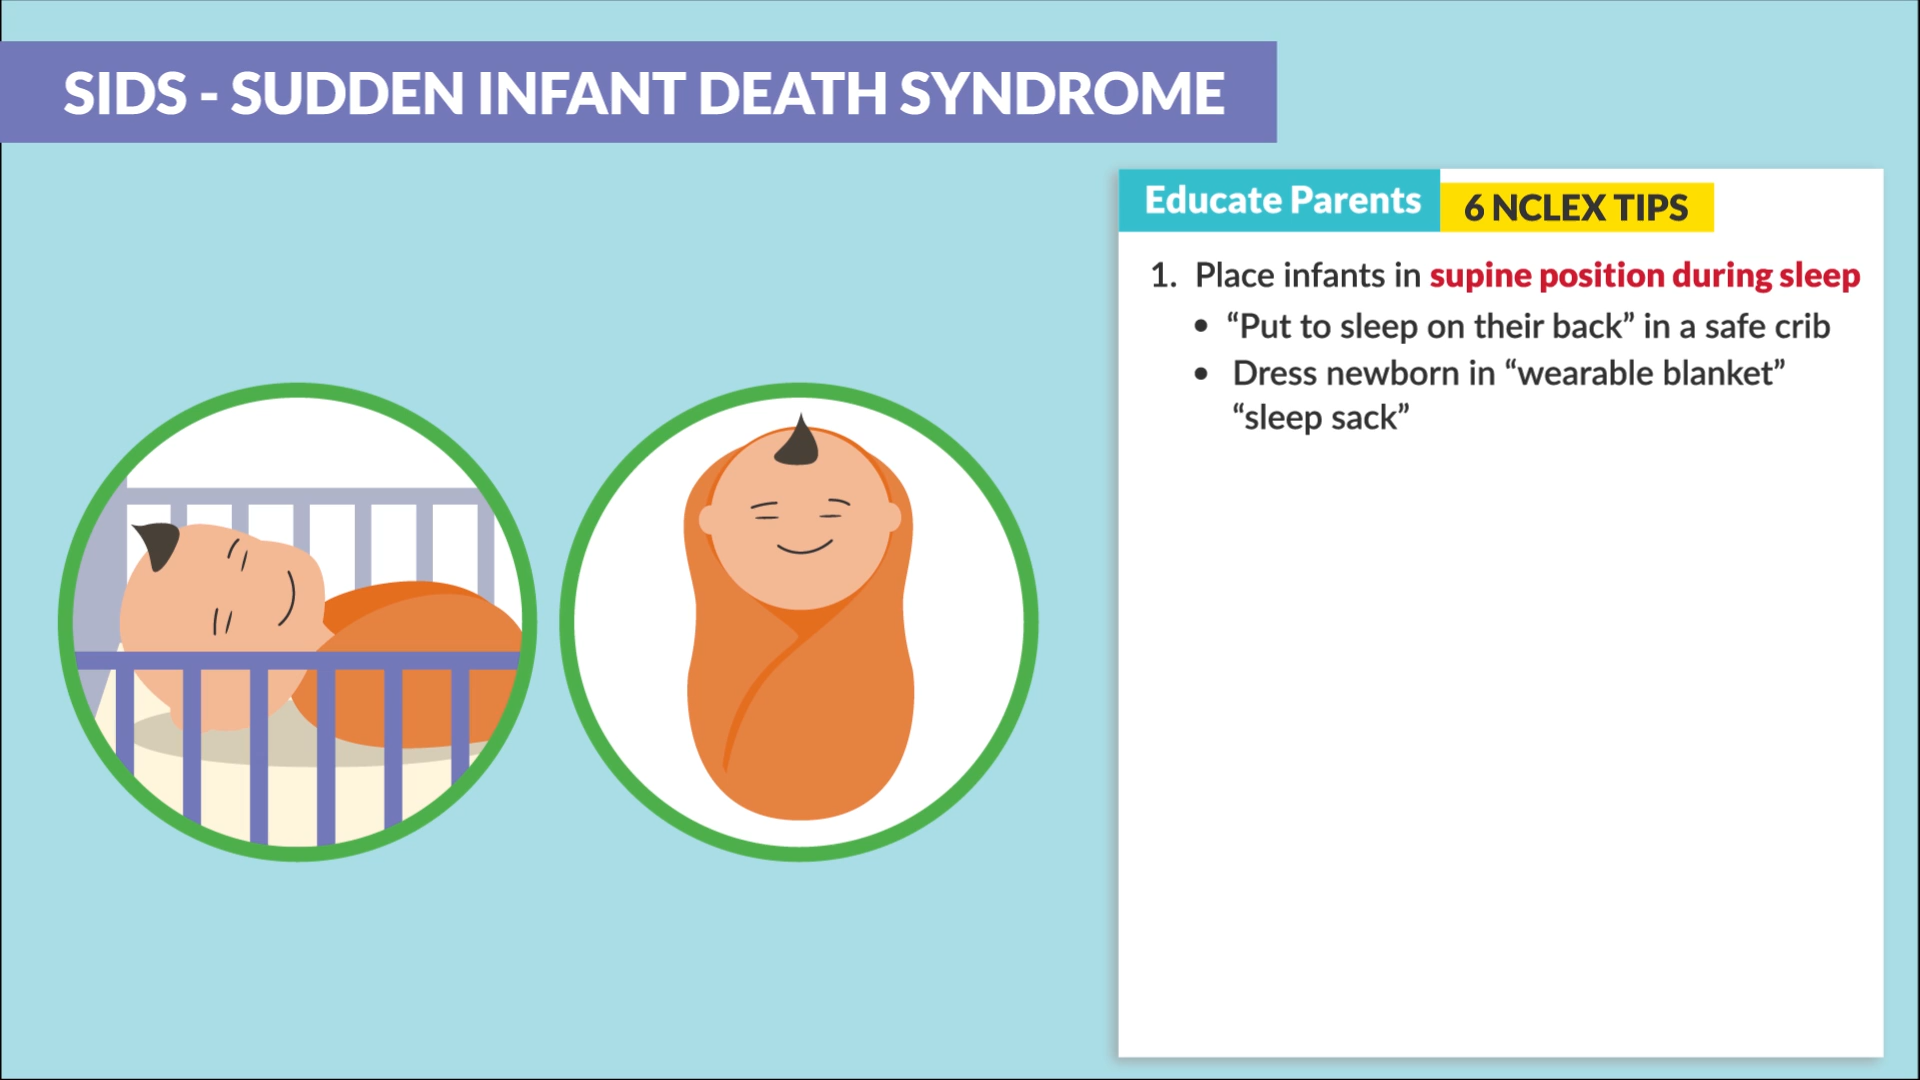 SIDS - SUDDEN INFANT DEATH SYNDROME
Educate Parents
6 NCLEX TIPS
1. Place infants in supine position during sleep
• “Put to sleep on their back” in a safe crib
• Dress newborn in “wearable blanket”
“sleep sack”